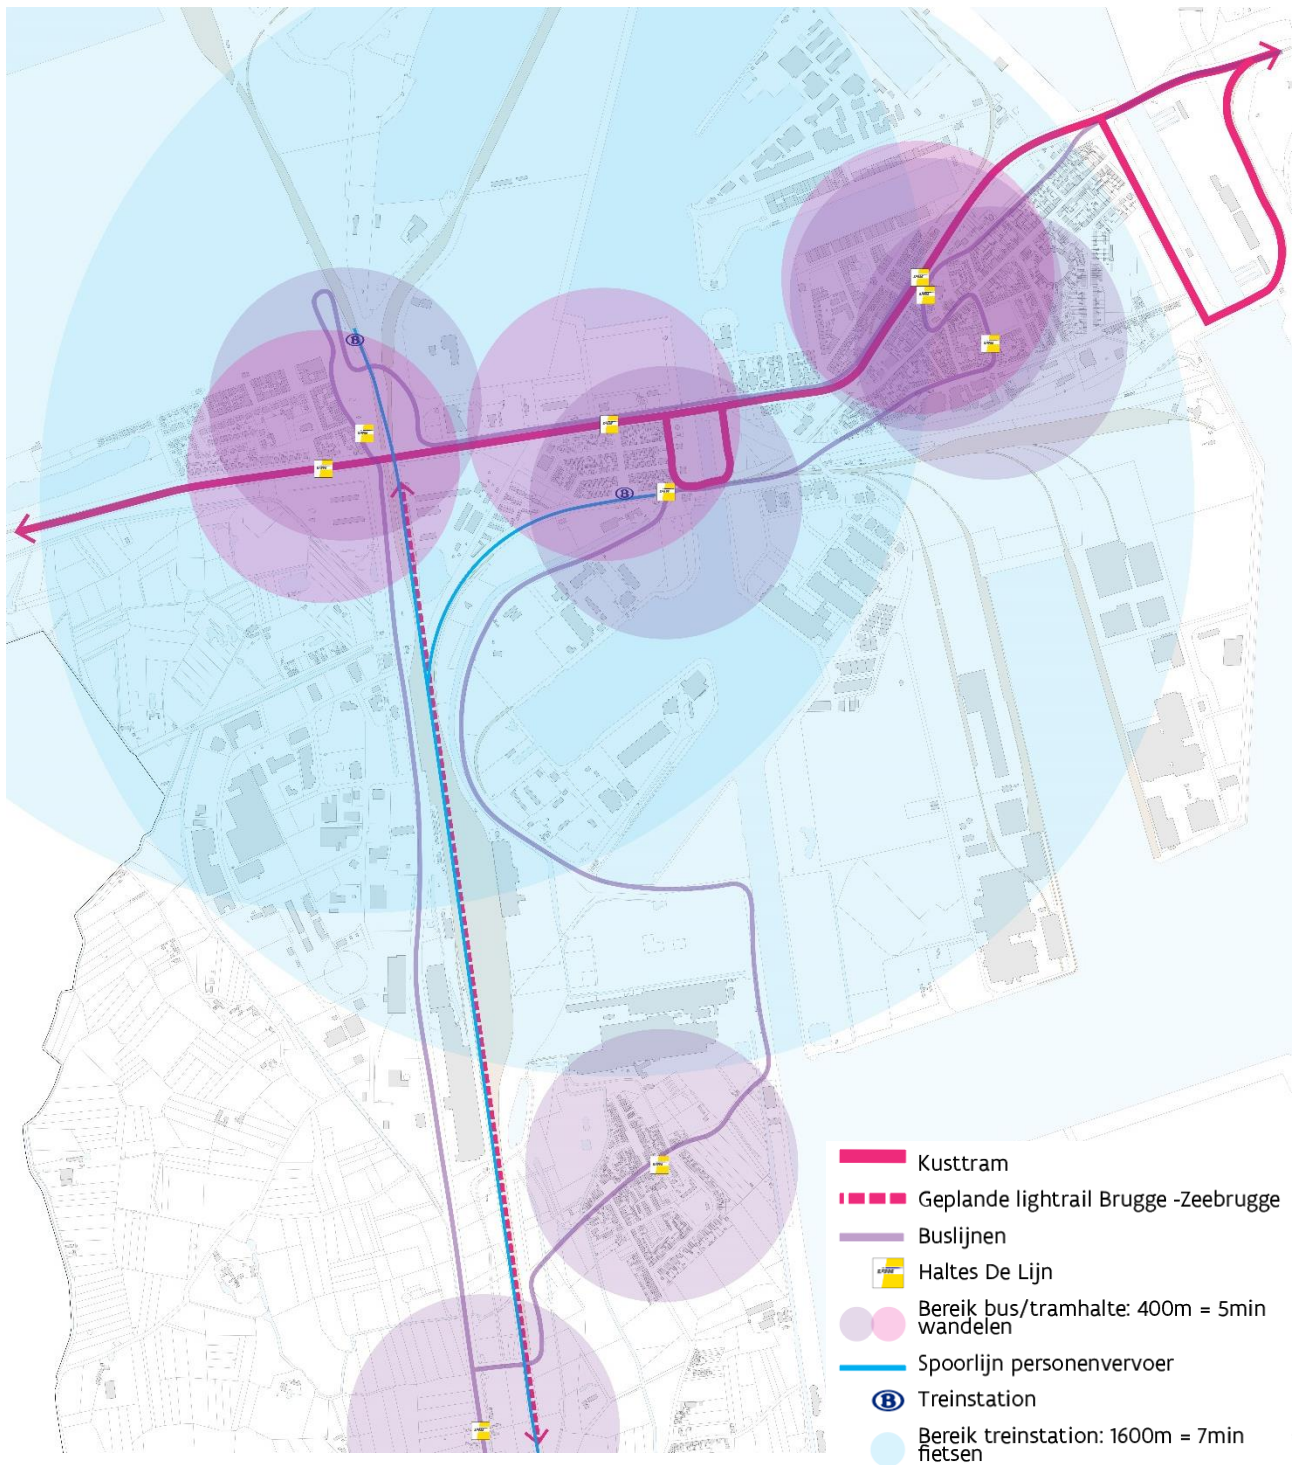 B
B
Kusttram
Geplande lightrail Brugge -Zeebrugge
Buslijnen
Haltes De Lijn
Bereik bus/tramhalte: 400m = 5min
wandelen
Spoorlijn personenvervoer
B Treinstation
Bereik treinstation: 1600m = 7min
fietsen